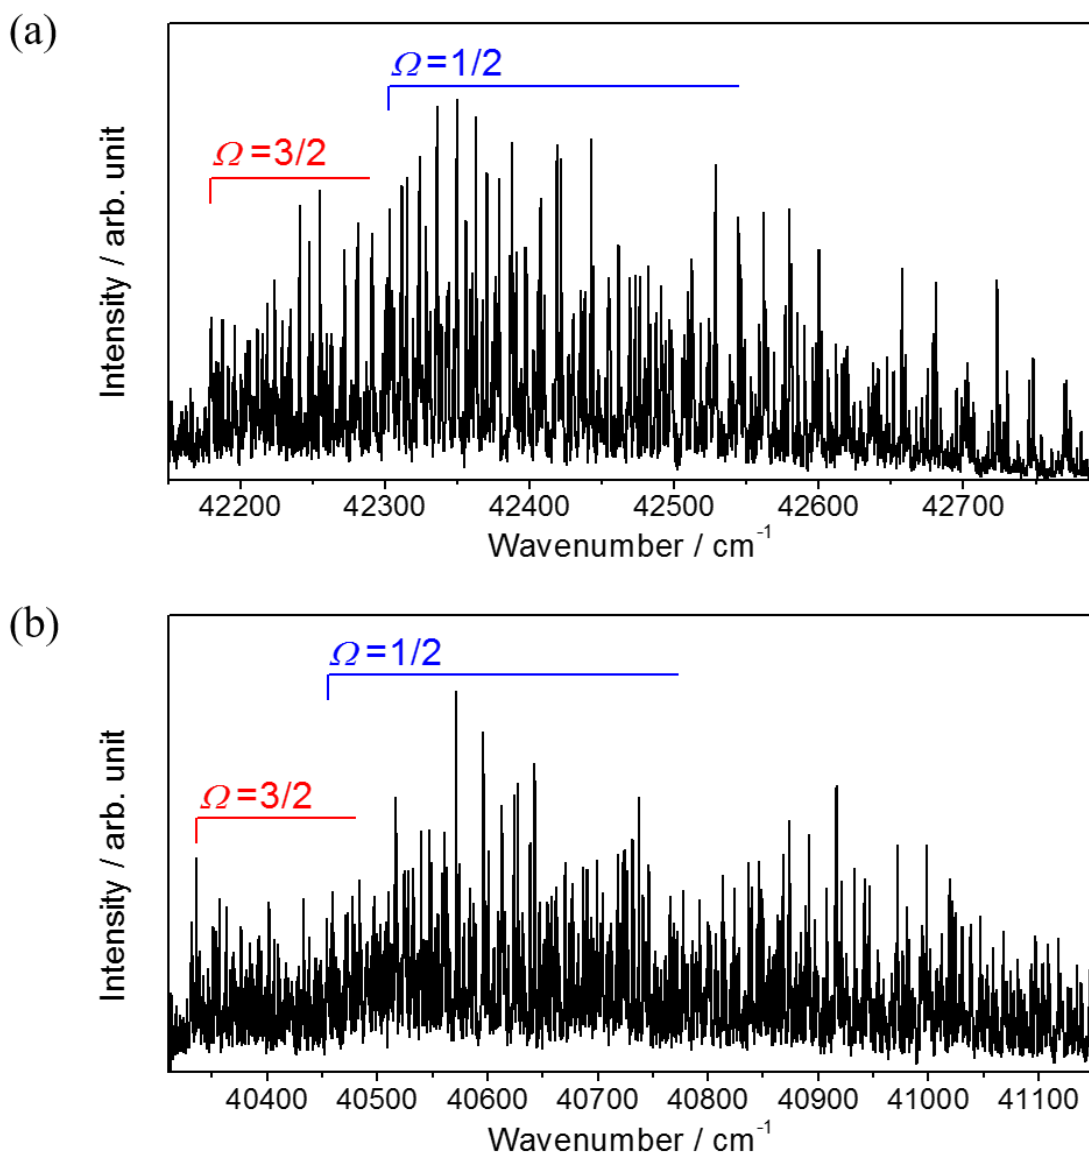 (a)
Ω=1/2
Ω=3/2
Intensity / arb. unit
42200 42300 42400 42500 42600 42700
Wavenumber / cm⁻¹
(b)
Ω=1/2
Ω=3/2
Intensity / arb. unit
40400 40500 40600 40700 40800 40900 41000 41100
Wavenumber / cm⁻¹